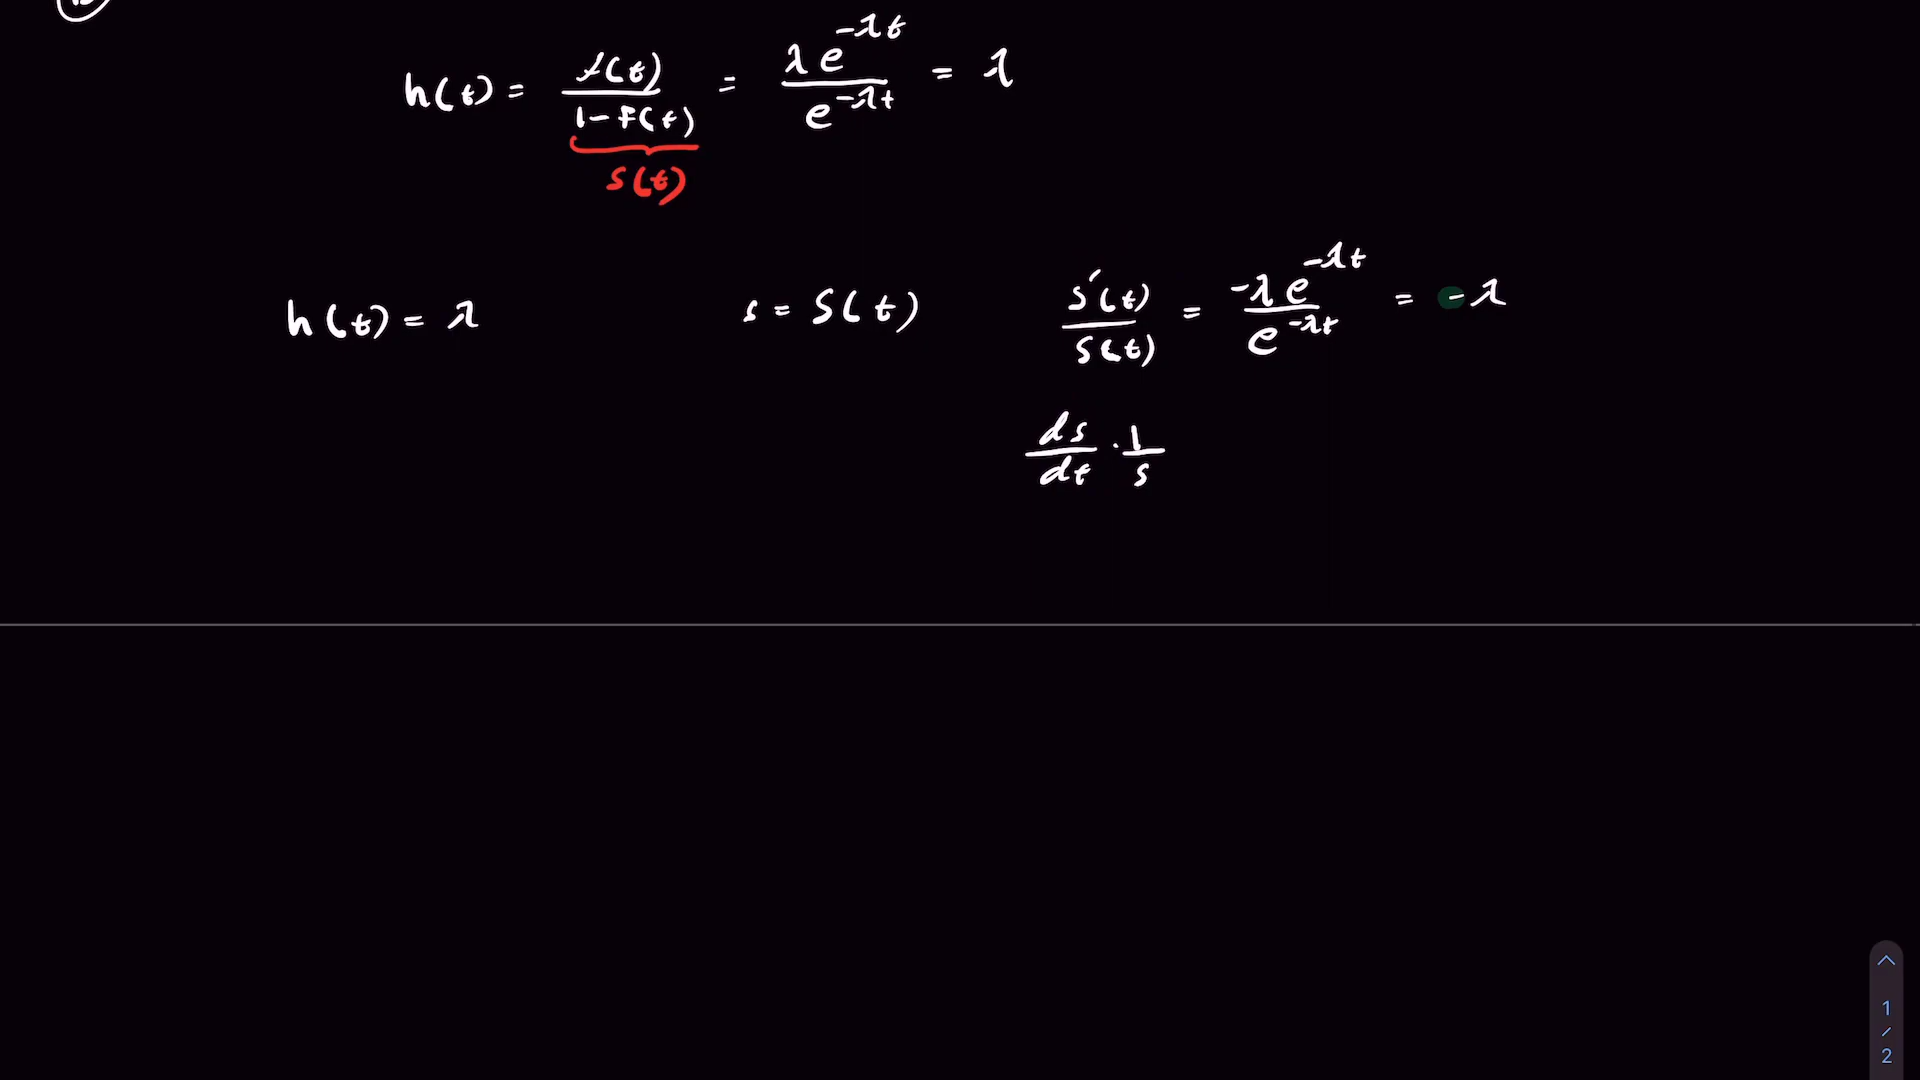 h(t) = f(t) / 1-F(t) = λe^-λt / e^-λt = λ
S(t)
h(t) = λ s = S(t) S'(t) / S(t) = -λe^-λt / e^-λt = -λ
ds/dt · 1/s
1
/
2